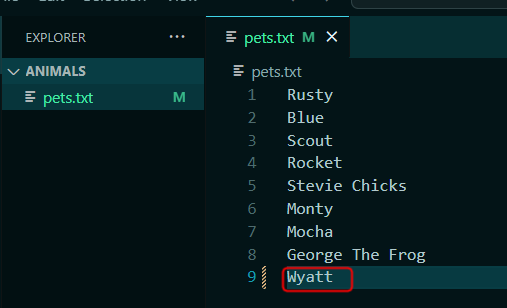 EXPLORER ...
ANIMALS
pets.txt M
pets.txt M
pets.txt
1 Rusty
2 Blue
3 Scout
4 Rocket
5 Stevie Chicks
6 Monty
7 Mocha
8 George The Frog
9 Wyatt